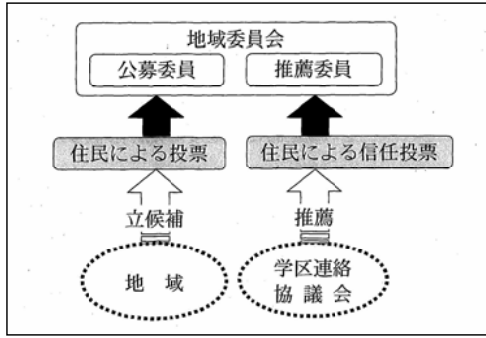 地域委員会
公募委員
推薦委員
住民による投票
住民による信任投票
立候補
推薦
地 域
学区連絡
協 議 会